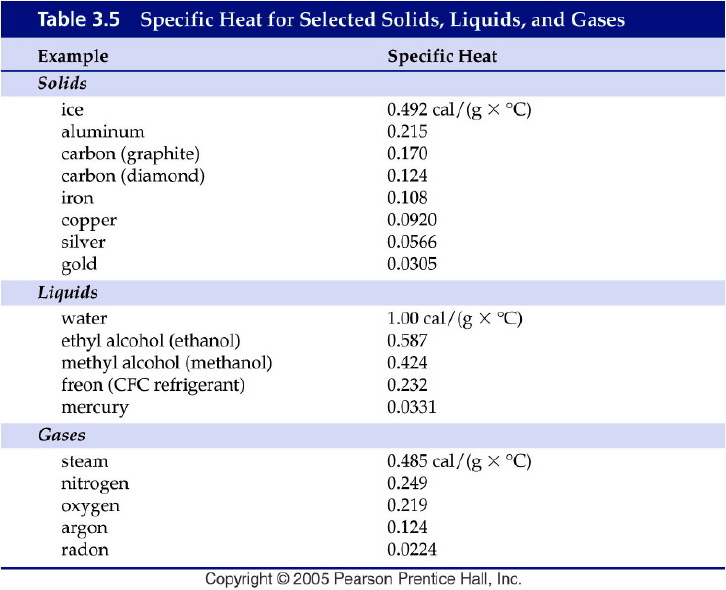 Table 3.5 Specific Heat for Selected Solids, Liquids, and Gases
Example Specific Heat
Solids
ice 0.492 cal/(g × °C)
aluminum 0.215
carbon (graphite) 0.170
carbon (diamond) 0.124
iron 0.108
copper 0.0920
silver 0.0566
gold 0.0305
Liquids
water 1.00 cal/(g × °C)
ethyl alcohol (ethanol) 0.587
methyl alcohol (methanol) 0.424
freon (CFC refrigerant) 0.232
mercury 0.0331
Gases
steam 0.485 cal/(g × °C)
nitrogen 0.249
oxygen 0.219
argon 0.124
radon 0.0224
Copyright © 2005 Pearson Prentice Hall, Inc.